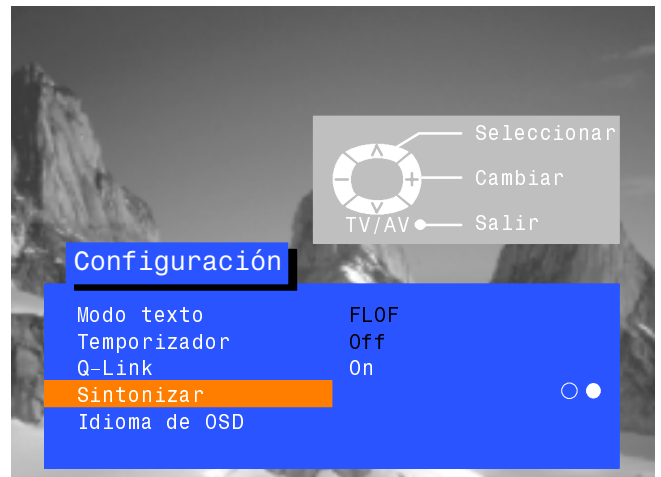 Seleccionar
Cambiar
TV/AV Salir
Configuración
Modo texto FLOF
Temporizador Off
Q-Link On
Sintonizar
Idioma de OSD